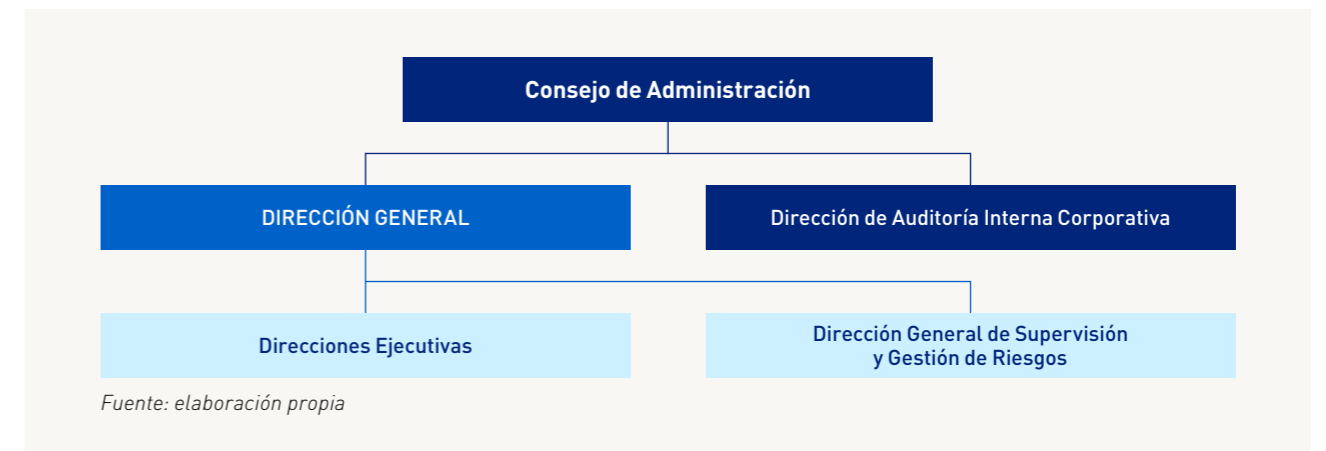 Consejo de Administración
DIRECCIÓN GENERAL
Dirección de Auditoría Interna Corporativa
Direcciones Ejecutivas
Dirección General de Supervisión
y Gestión de Riesgos
Fuente: elaboración propia